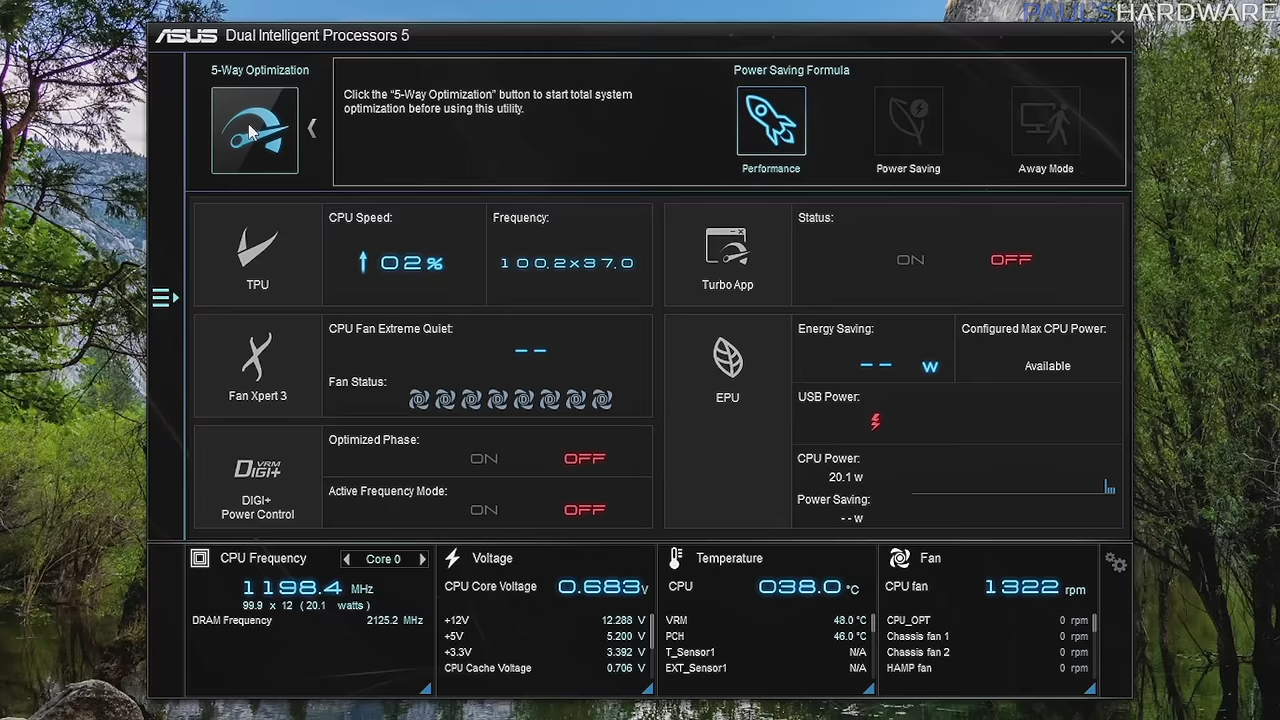 PAUL'SHARDWARE
ASUS Dual Intelligent Processors 5
5-Way Optimization
Click the "5-Way Optimization" button to start total system
optimization before using this utility.
Power Saving Formula
Performance
Power Saving
Away Mode
TPU
CPU Speed:
02%
Frequency:
100.2x37.0
Turbo App
Status:
ON OFF
Fan Xpert 3
CPU Fan Extreme Quiet:
--
Fan Status:
EPU
Energy Saving:
-- w
Configured Max CPU Power:
Available
USB Power:
CPU Power:
20.1 w
Power Saving:
-- w
VRM
DIGI+
DIGI+
Power Control
Optimized Phase:
ON OFF
Active Frequency Mode:
ON OFF
CPU Frequency Core 0
1198.4 MHz
99.9 x 12 (20.1 watts)
DRAM Frequency 2125.2 MHz
Voltage
CPU Core Voltage 0.683v
+12V 12.288 V
+5V 5.200 V
+3.3V 3.392 V
CPU Cache Voltage 0.706 V
Temperature
CPU 038.0 °C
VRM 48.0 °C
PCH 46.0 °C
T_Sensor1 N/A
EXT_Sensor1 N/A
Fan
CPU fan 1322 rpm
CPU_OPT 0 rpm
Chassis fan 1 0 rpm
Chassis fan 2 0 rpm
HAMP fan 0 rpm